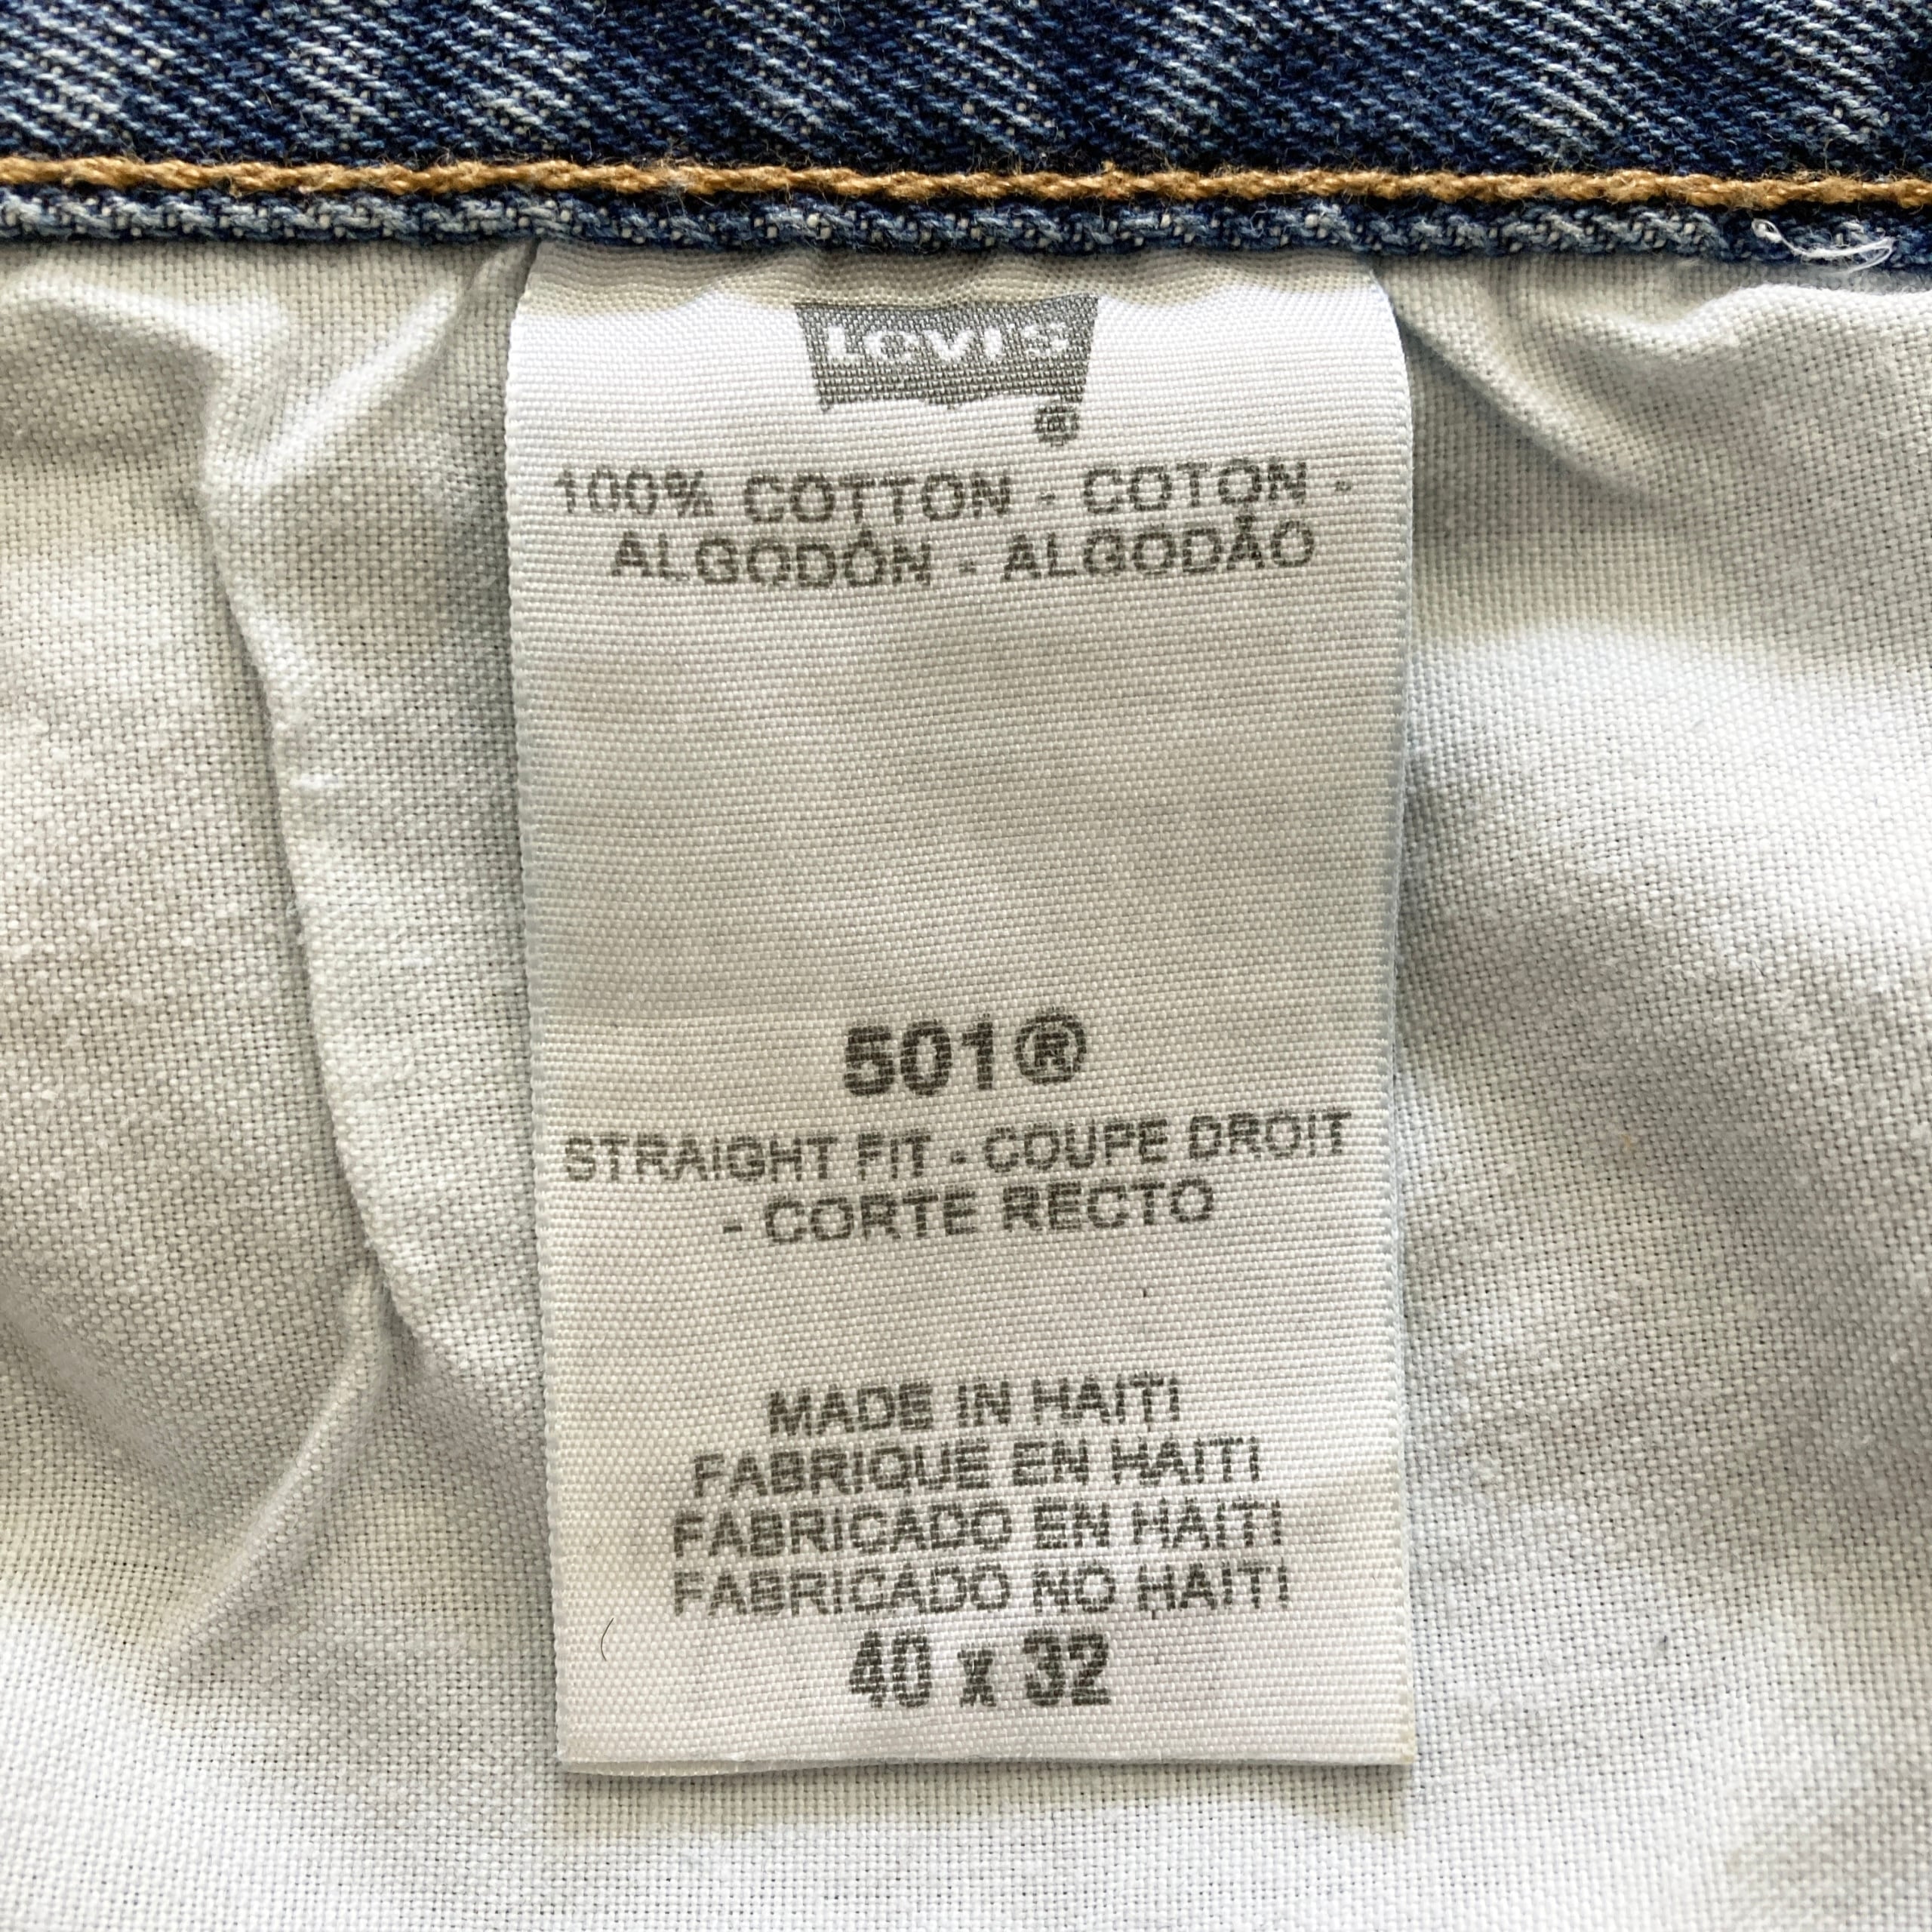 Levi's
®
100% COTTON - COTON -
ALGODÓN - ALGODÃO
501®
STRAIGHT FIT - COUPE DROIT
- CORTE RECTO
MADE IN HAITI
FABRIQUE EN HAITI
FABRICADO EN HAITI
FABRICADO NO HAITI
40 x 32